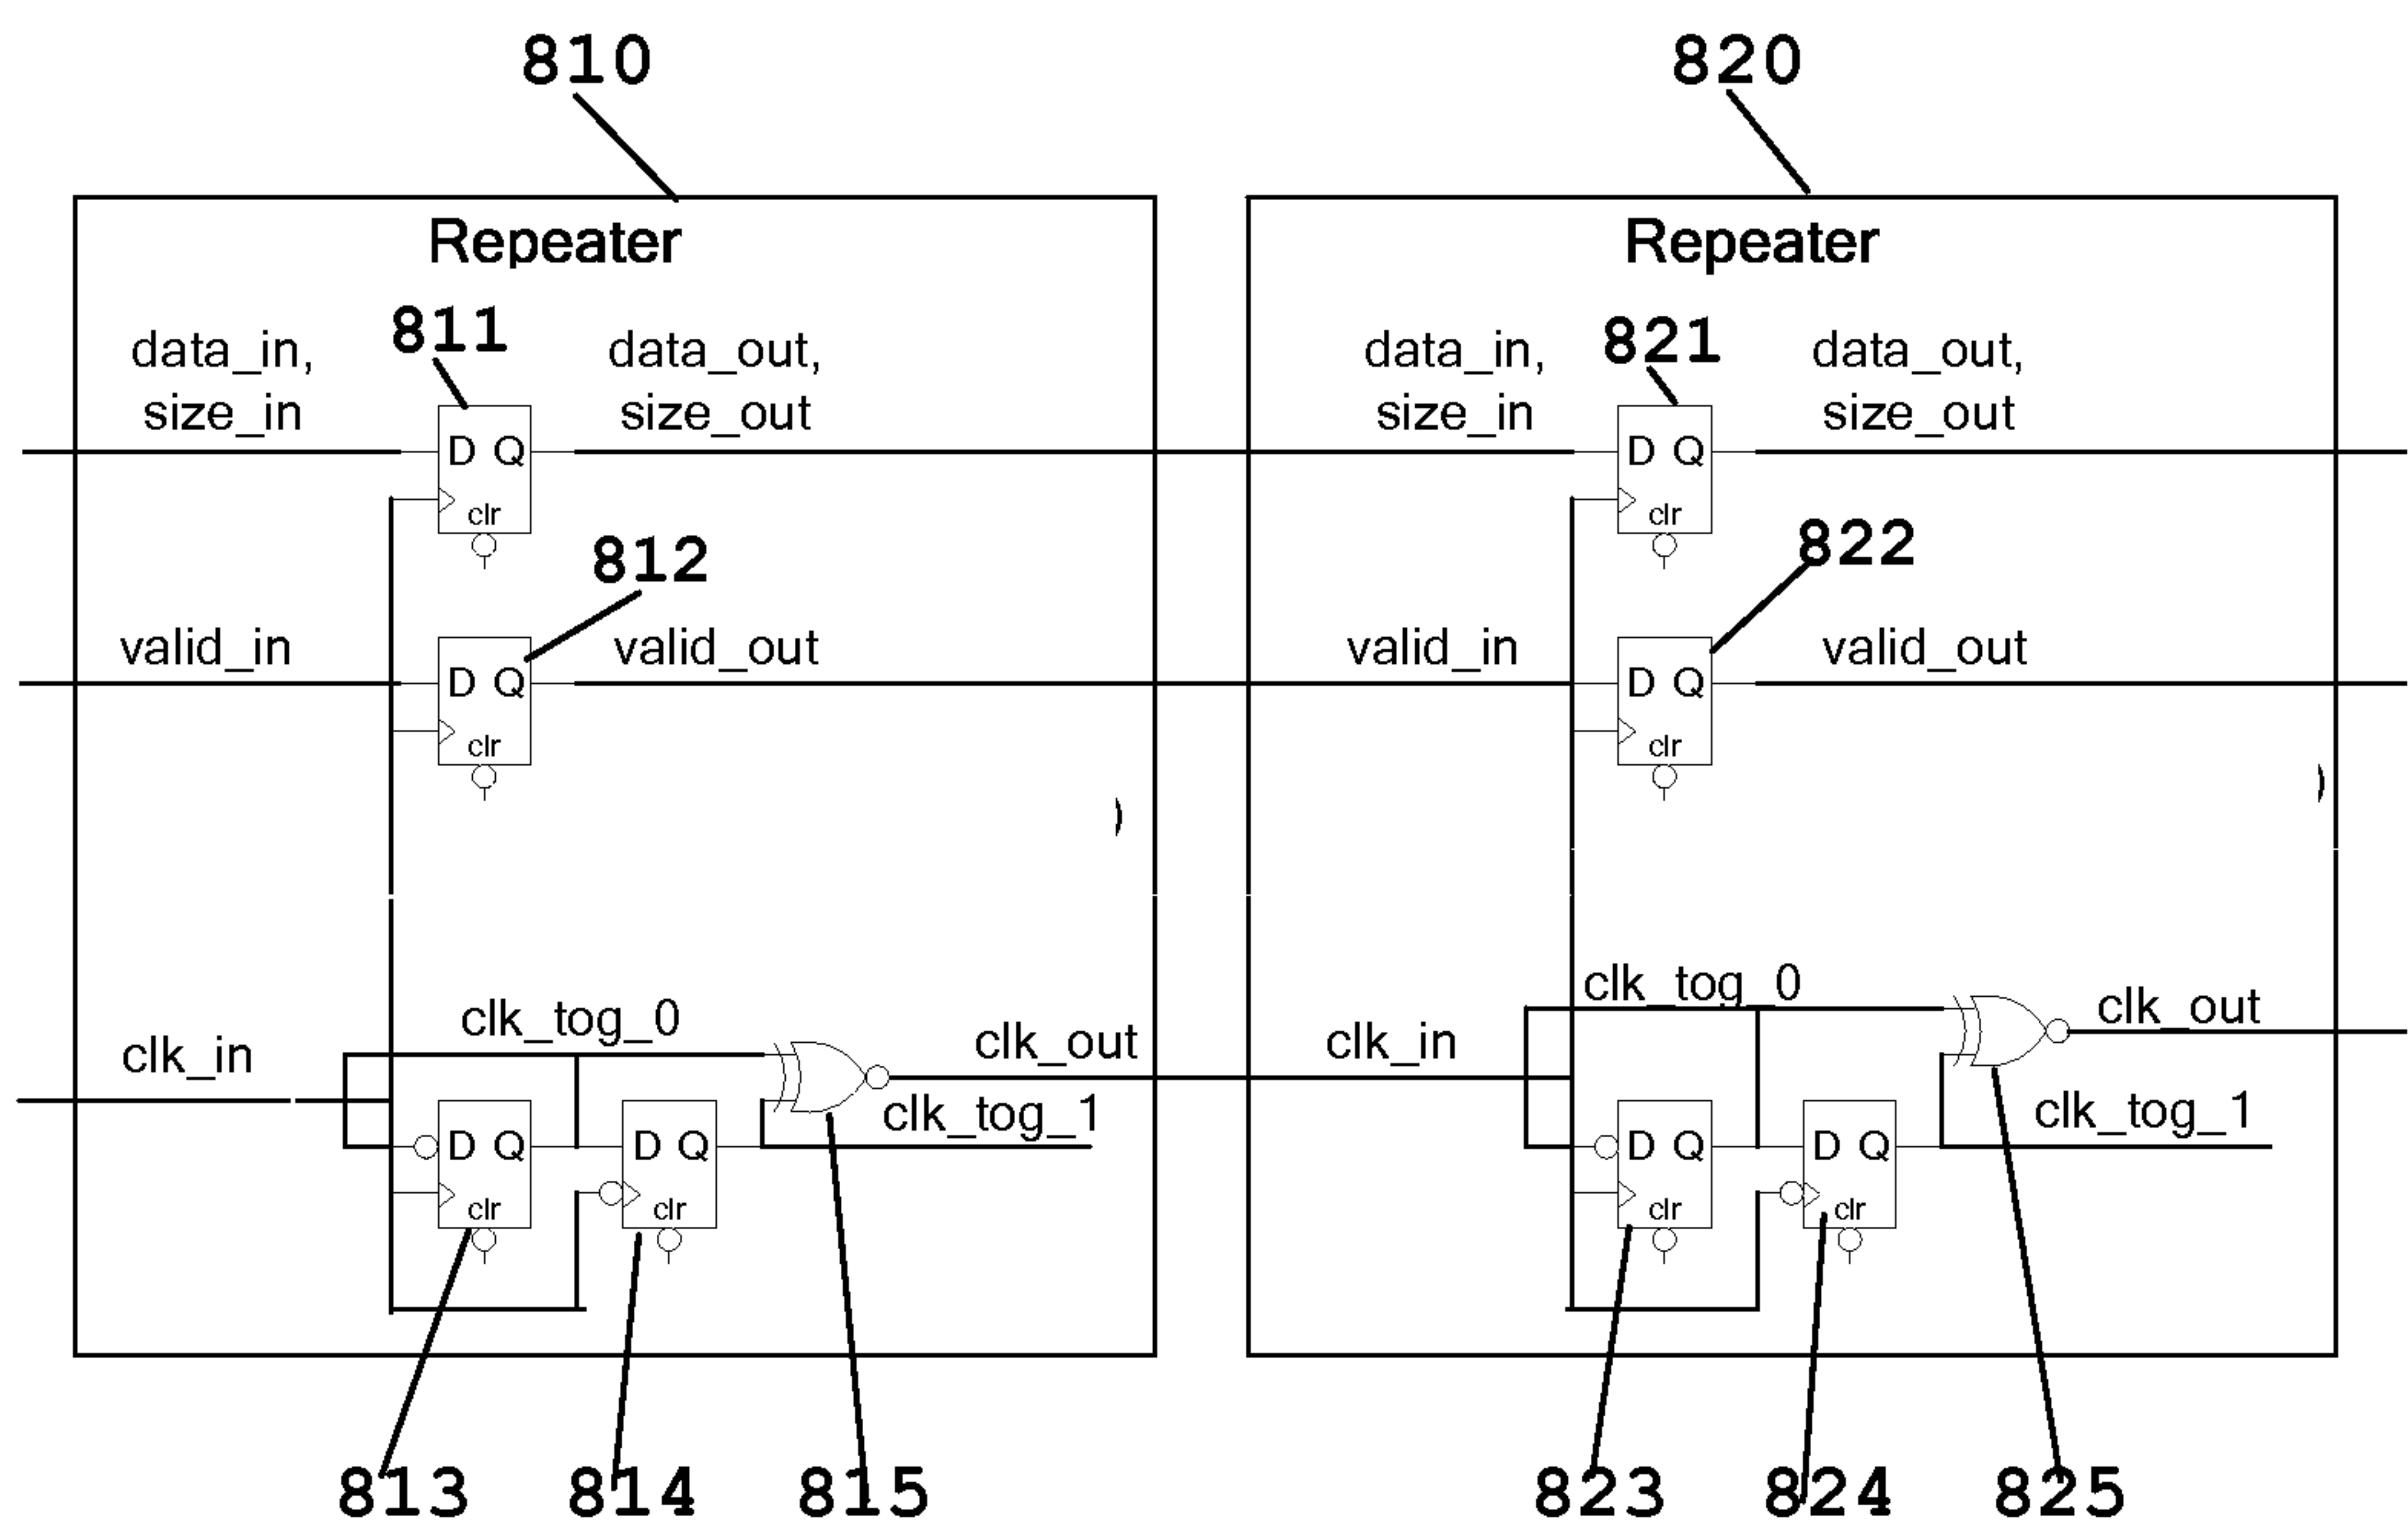 810
820
Repeater
Repeater
data_in,
size_in
811
data_out,
size_out
data_in,
size_in
821
data_out,
size_out
D Q
clr
D Q
clr
valid_in
812
valid_out
valid_in
822
valid_out
D Q
clr
D Q
clr
)
)
clk_in
clk_tog_0
clk_out
clk_tog_1
clk_in
clk_tog_0
clk_out
clk_tog_1
D Q
clr
D Q
clr
D Q
clr
D Q
clr
813
814
815
823
824
825